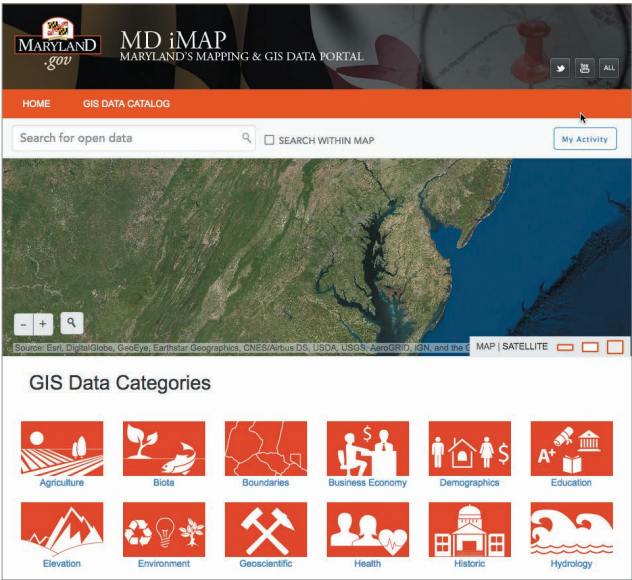 MARYLAND
.gov
MD iMAP
MARYLAND'S MAPPING & GIS DATA PORTAL
You
Tube
ALL
HOME
GIS DATA CATALOG
Search for open data
SEARCH WITHIN MAP
My Activity
- +
Source: Esri, DigitalGlobe, GeoEye, Earthstar Geographics, CNES/Airbus DS, USDA, USGS, AeroGRID, IGN, and the G
MAP | SATELLITE
GIS Data Categories
$
$
A+
Agriculture
Biota
Boundaries
Business Economy
Demographics
Education
Elevation
Environment
Geoscientific
Health
Historic
Hydrology